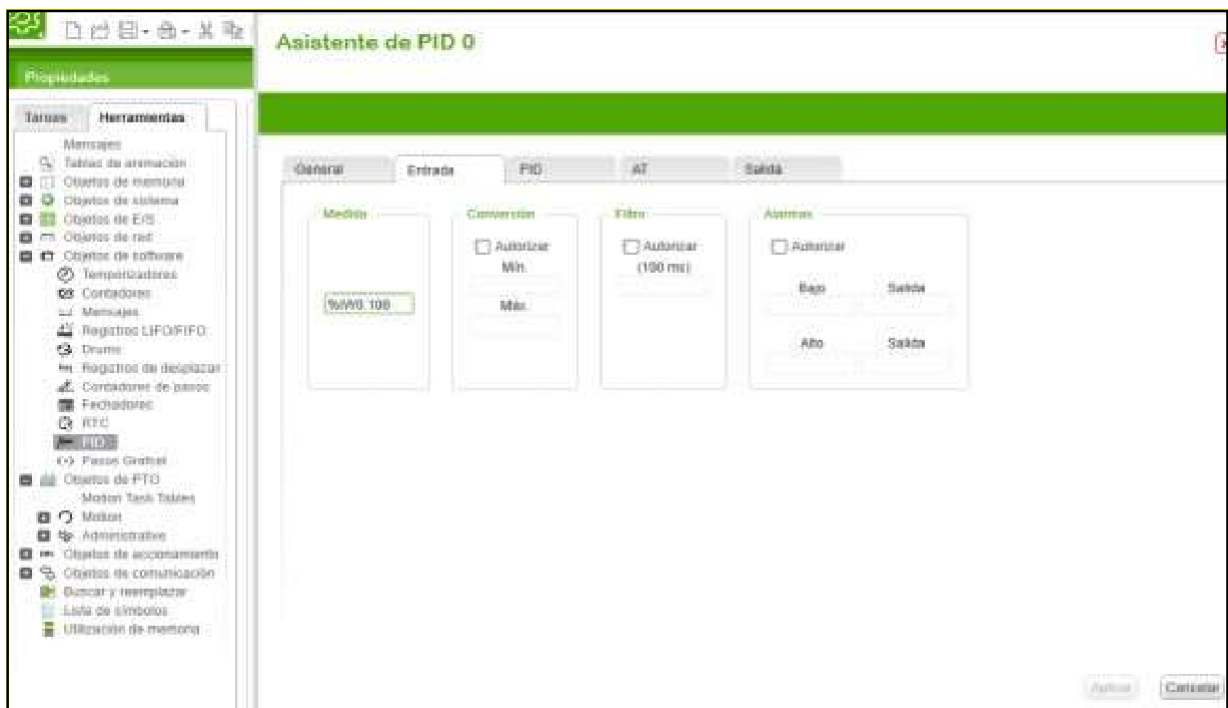 Asistente de PID 0
Propiedades
Tareas Herramientas
Mensajes
Tablas de animación
Objetos de memoria
Objetos de sistema
Objetos de E/S
Objetos de red
Objetos de software
Temporizadores
Contadores
Mensajes
Registros LIFO/FIFO
Drums
Registros de desplazar
Contadores de pasos
Fechadores
RTC
PID
Pasos Grafcet
Objetos de PTO
Motion Task Tables
Motion
Administrative
Objetos de accionamiento
Objetos de comunicación
Buscar y reemplazar
Lista de símbolos
Utilización de memoria
General Entrada PID AT Salida
Medida Conversión Filtro Alarmas
Autorizar Autorizar Autorizar
Mín. (100 ms)
Bajo Salida
%IW0.100 Máx.
Alto Salida
Aplicar Cancelar